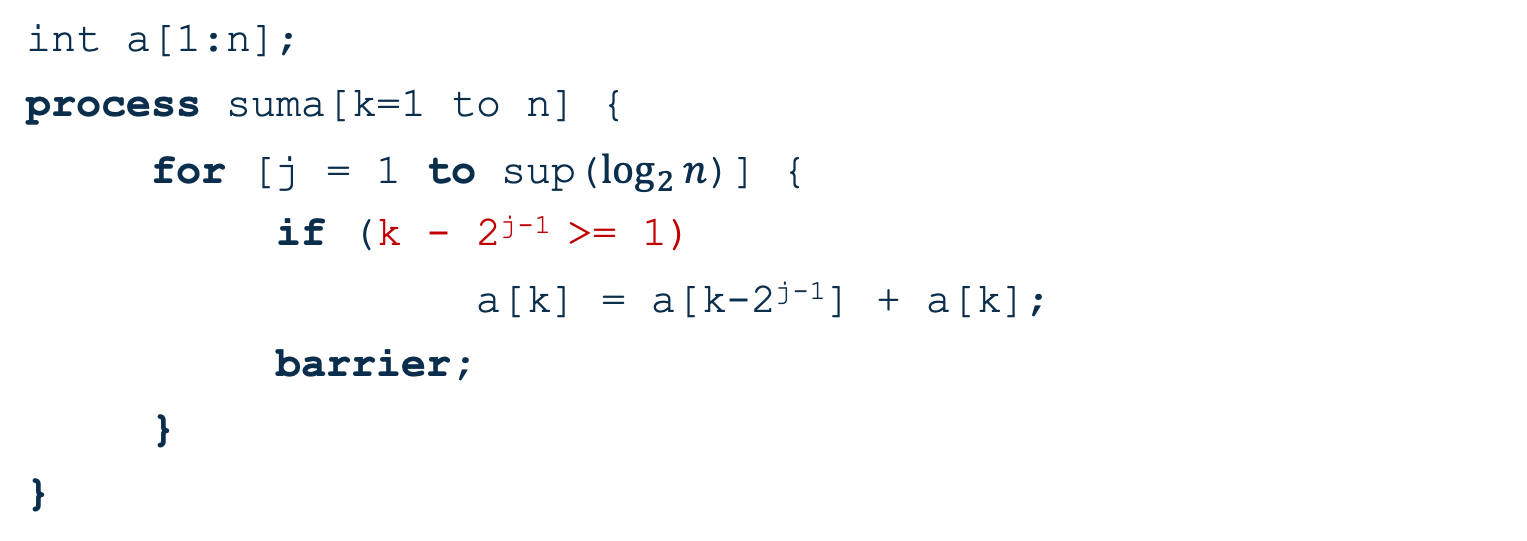 int a[1:n];
process suma[k=1 to n] {
for [j = 1 to sup(log₂ n)] {
if (k - 2ʲ⁻¹ >= 1)
a[k] = a[k-2ʲ⁻¹] + a[k];
barrier;
}
}